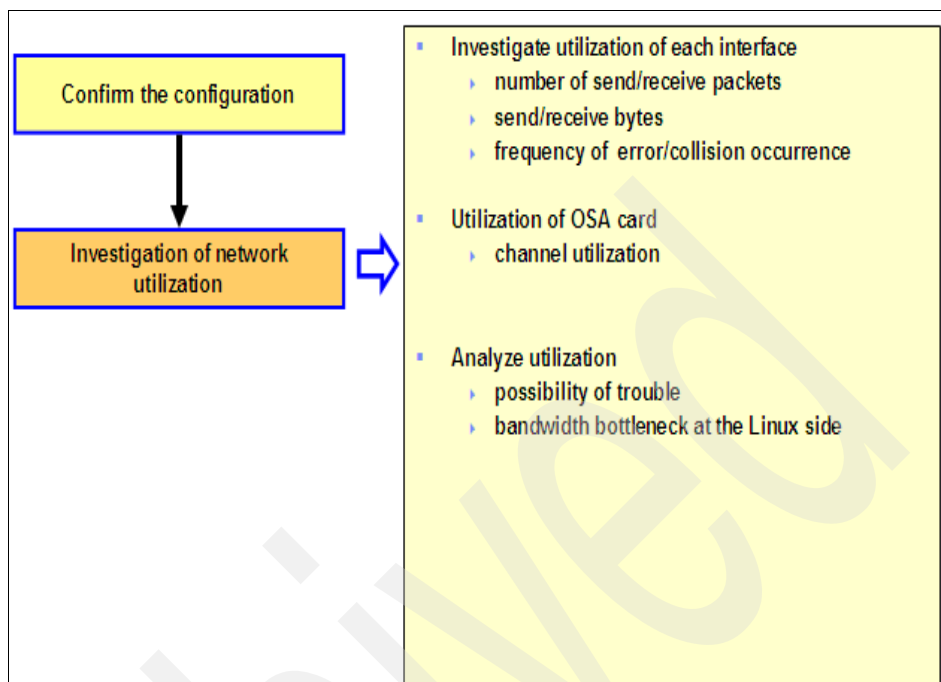 Confirm the configuration
Investigation of network
utilization
Investigate utilization of each interface
number of send/receive packets
send/receive bytes
frequency of error/collision occurrence
Utilization of OSA card
channel utilization
Analyze utilization
possibility of trouble
bandwidth bottleneck at the Linux side